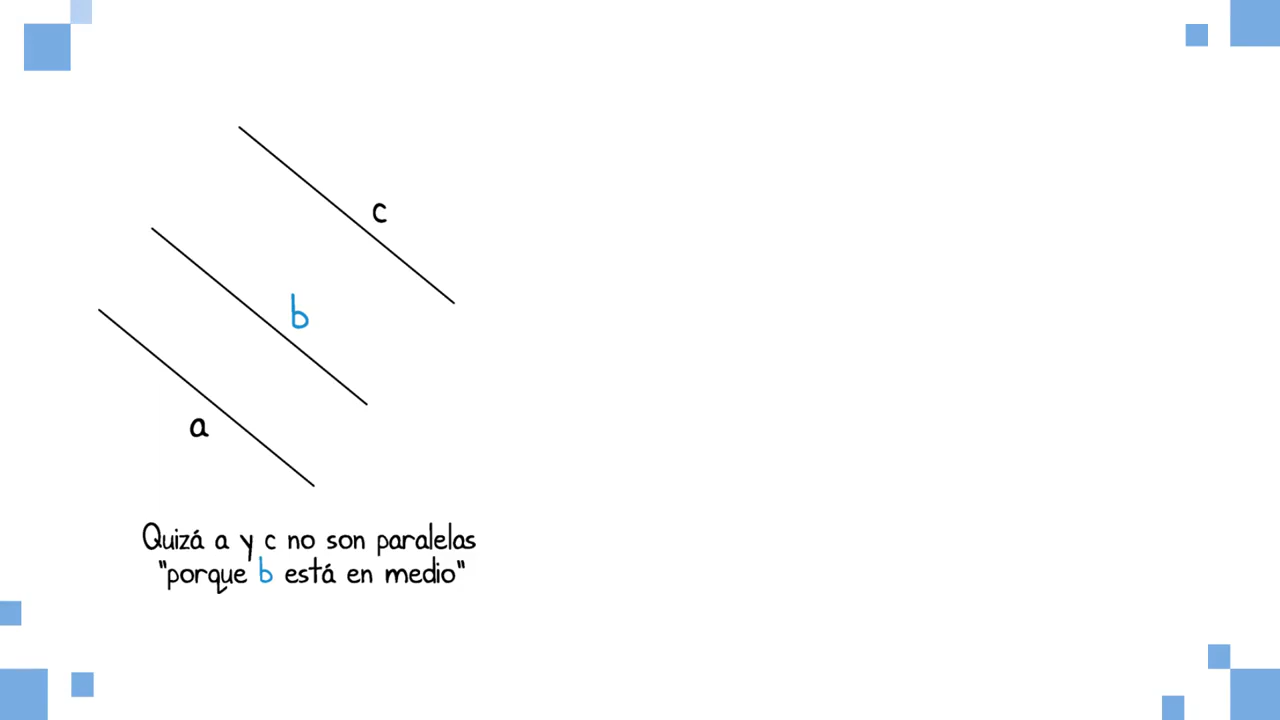 c
b
a
Quizá a y c no son paralelas
"porque b está en medio"